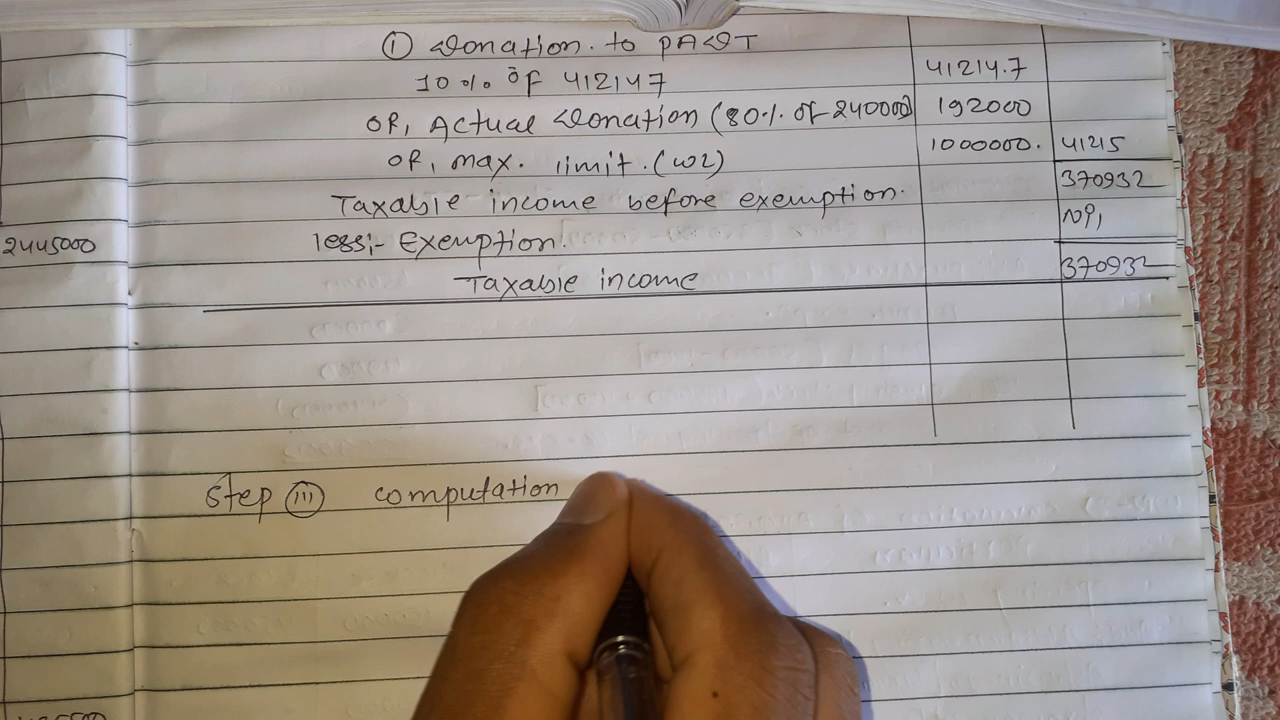 ① Donation. to PADT
10% of 412147 41214.7
or, Actual donation (80% of 240000) 192000
or, max. limit. (w2) 1000000. 41215
370932
Taxable income before exemption.
2445000 less:- Exemption. nil
Taxable income 370932
Step (III) computation